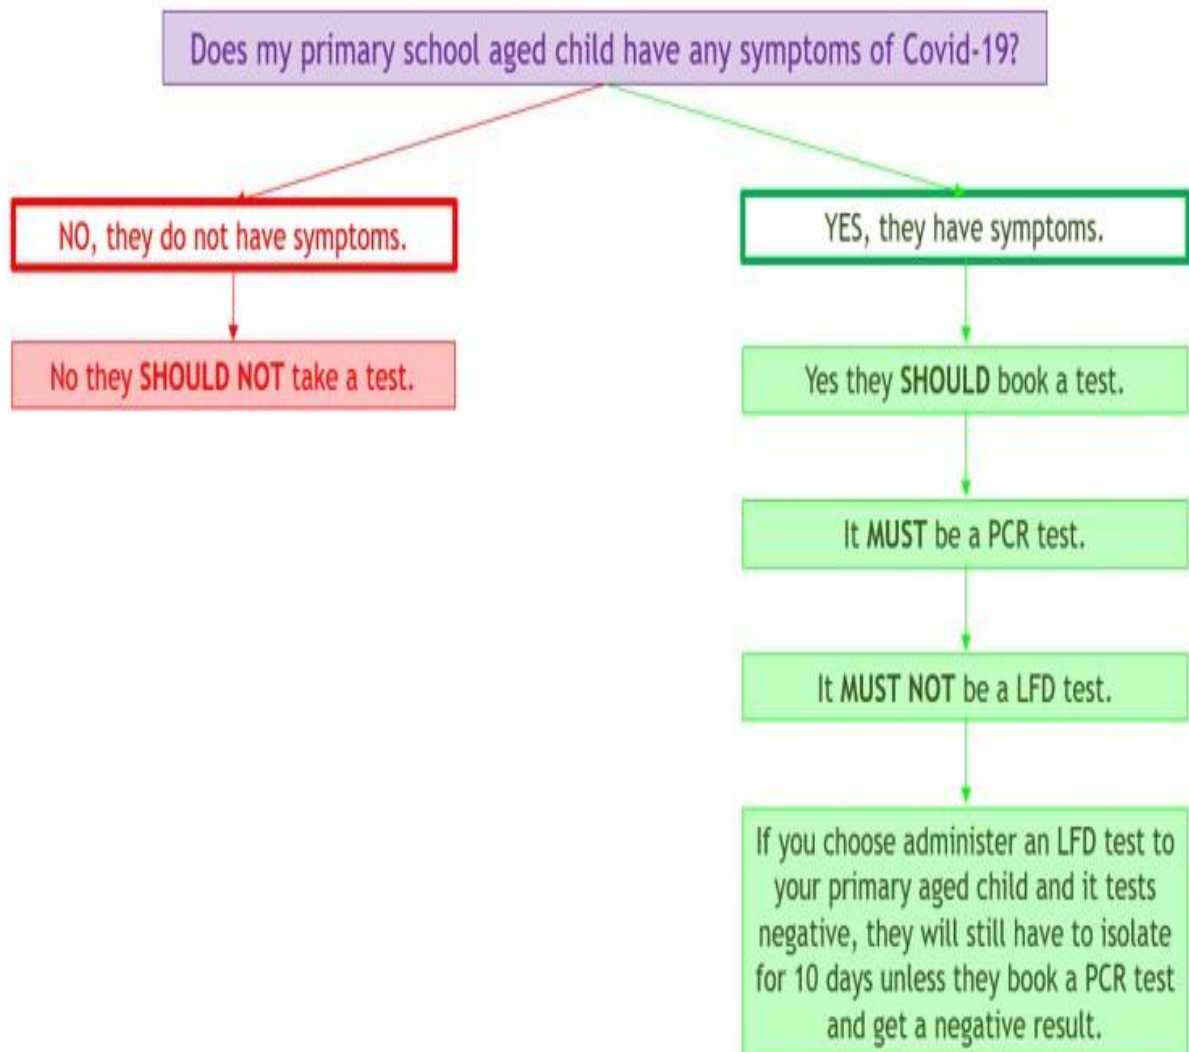 Does my primary school aged child have any symptoms of Covid-19?
NO, they do not have symptoms.
No they SHOULD NOT take a test.
YES, they have symptoms.
Yes they SHOULD book a test.
It MUST be a PCR test.
It MUST NOT be a LFD test.
If you choose administer an LFD test to
your primary aged child and it tests
negative, they will still have to isolate
for 10 days unless they book a PCR test
and get a negative result.